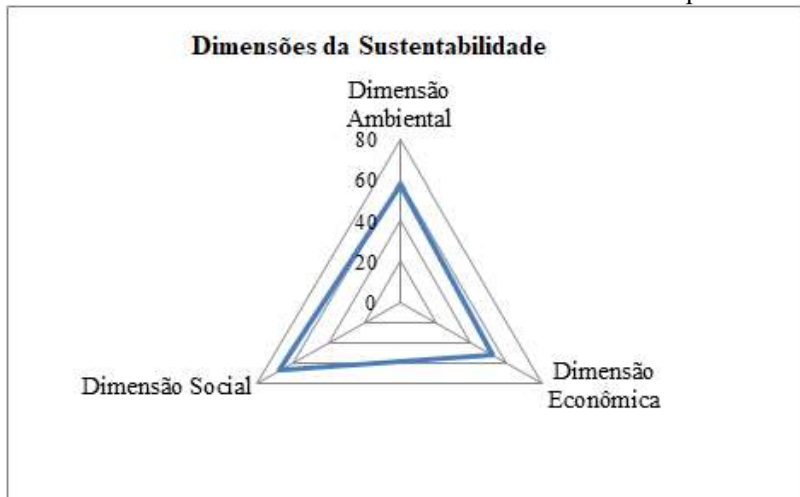 Dimensões da Sustentabilidade
Dimensão
Ambiental
80
60
40
20
0
Dimensão Social
Dimensão
Econômica